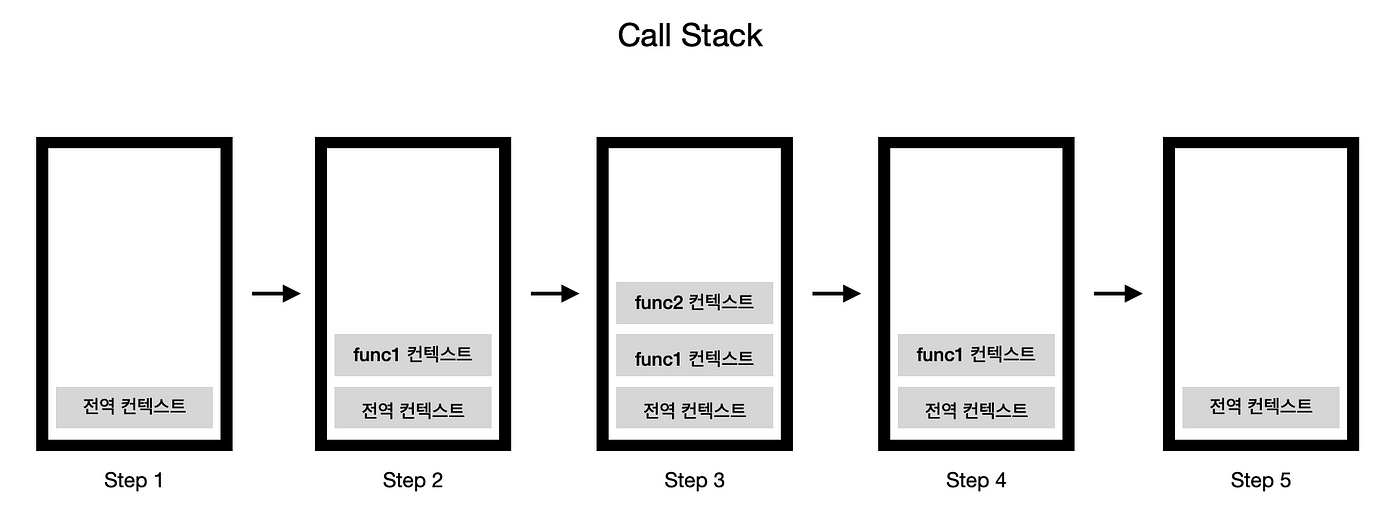 Call Stack
전역 컨텍스트
Step 1
func1 컨텍스트
전역 컨텍스트
Step 2
func2 컨텍스트
func1 컨텍스트
전역 컨텍스트
Step 3
func1 컨텍스트
전역 컨텍스트
Step 4
전역 컨텍스트
Step 5